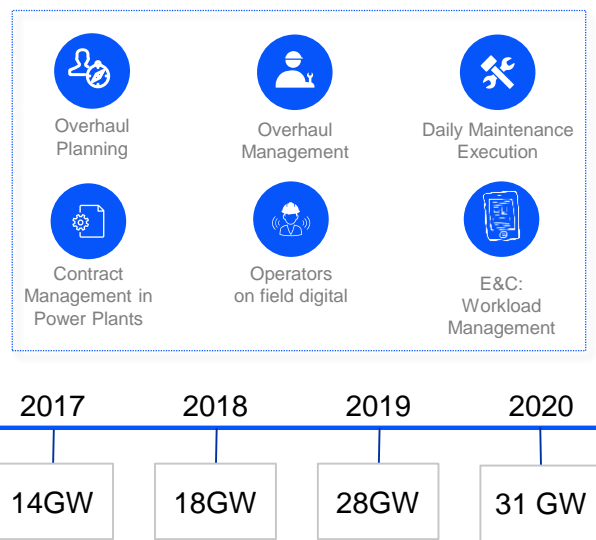 Overhaul
Planning
Overhaul
Management
Daily Maintenance
Execution
Contract
Management in
Power Plants
Operators
on field digital
E&C:
Workload
Management
2017
2018
2019
2020
14GW
18GW
28GW
31 GW